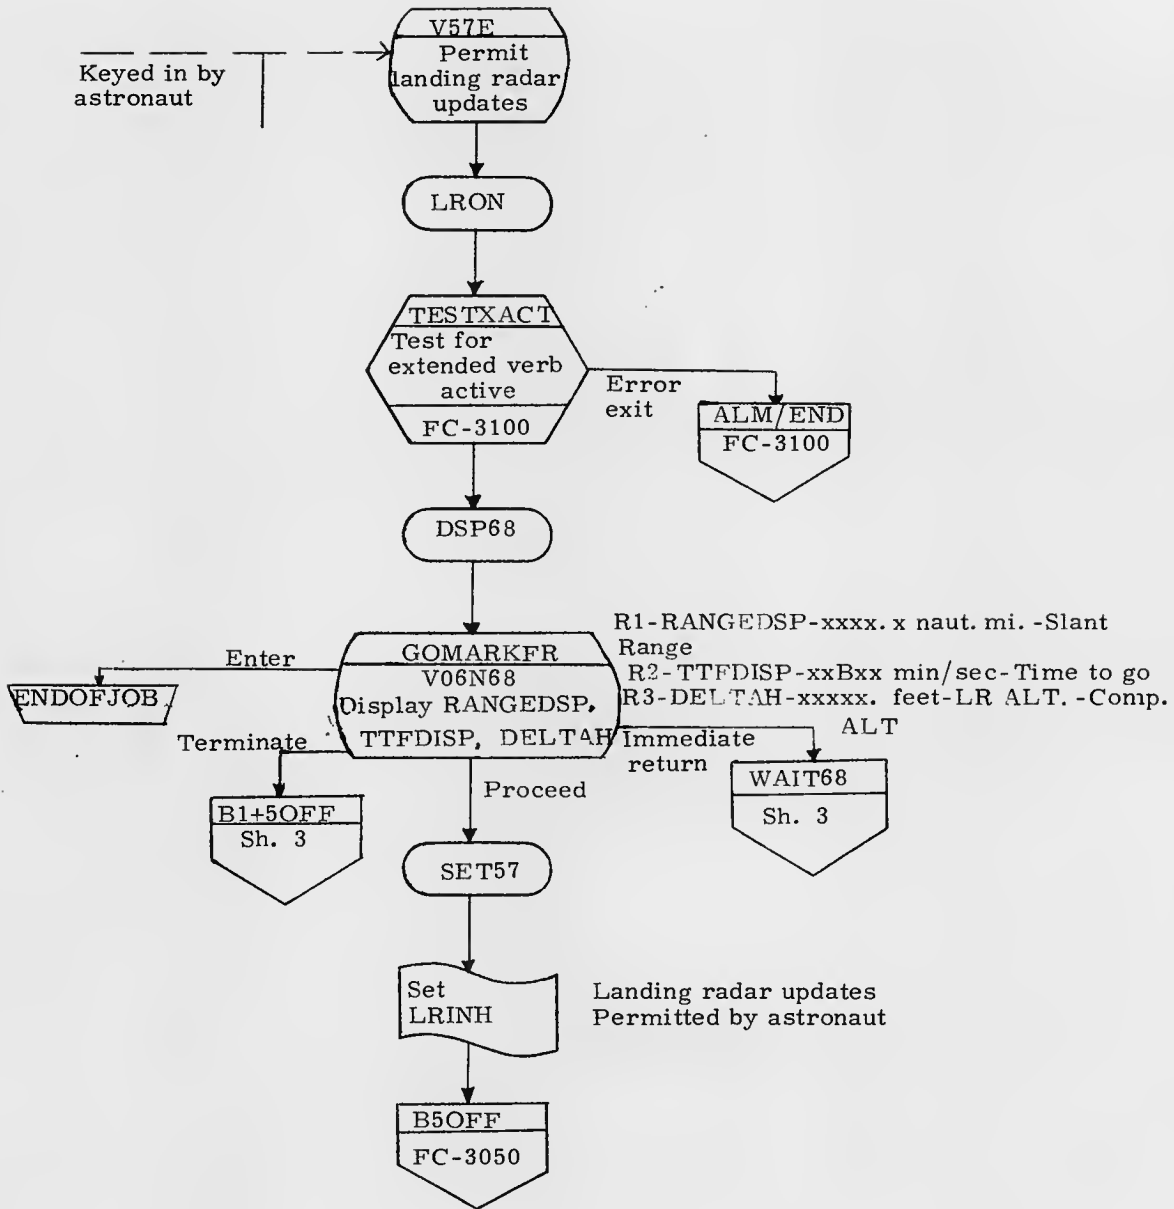 V57E
Permit
landing radar
updates
Keyed in by
astronaut
LRON
TESTXACT
Test for
extended verb
active
FC-3100
Error
exit
ALM/END
FC-3100
DSP68
R1-RANGEDSP-xxxx. x naut. mi. -Slant
Range
R2-TTFDISP-xxBxx min/sec-Time to go
R3-DELTAH-xxxxx. feet-LR ALT. -Comp.
ALT
GOMARKFR
V06N68
Display RANGEDSP,
TTFDISP, DELTAH
Enter
ENDOFJOB
Terminate
B1+5OFF
Sh. 3
Immediate
return
WAIT68
Sh. 3
Proceed
SET57
Set
LRINH
Landing radar updates
Permitted by astronaut
B5OFF
FC-3050